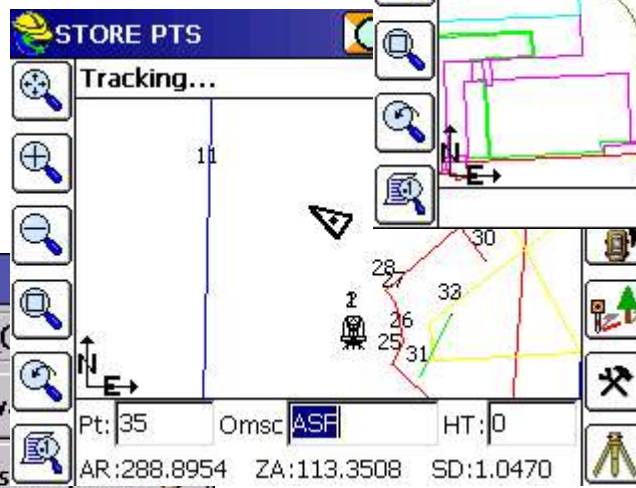 STORE PTS
Tracking...
N
E
11
30
28
27
33
2
26
25
31
N
E
Pt: 35 Omsc ASF HT: 0
AR:288.8954 ZA:113.3508 SD:1.0470